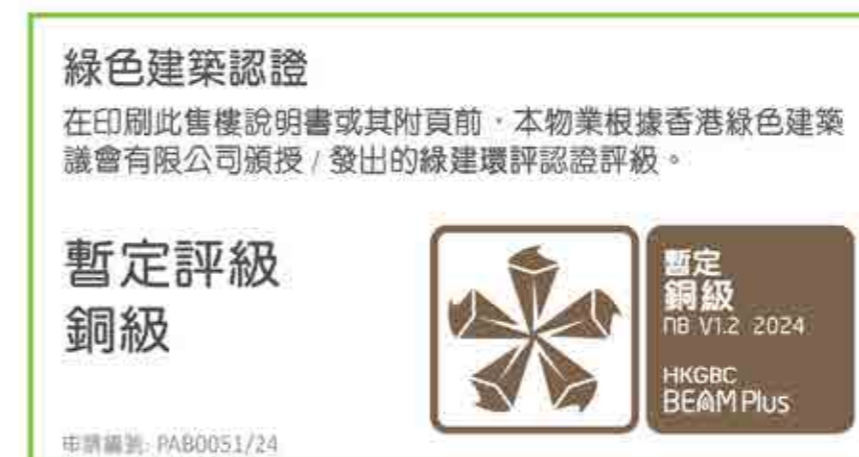 綠色建築認證
在印刷此售樓說明書或其附頁前，本物業根據香港綠色建築
議會有限公司頒授 / 發出的綠建環評認證評級。
暫定評級
銅級
暫定
銅級
NB V1.2 2024
HKGBC
BEAM Plus
申請編號: PAB0051/24